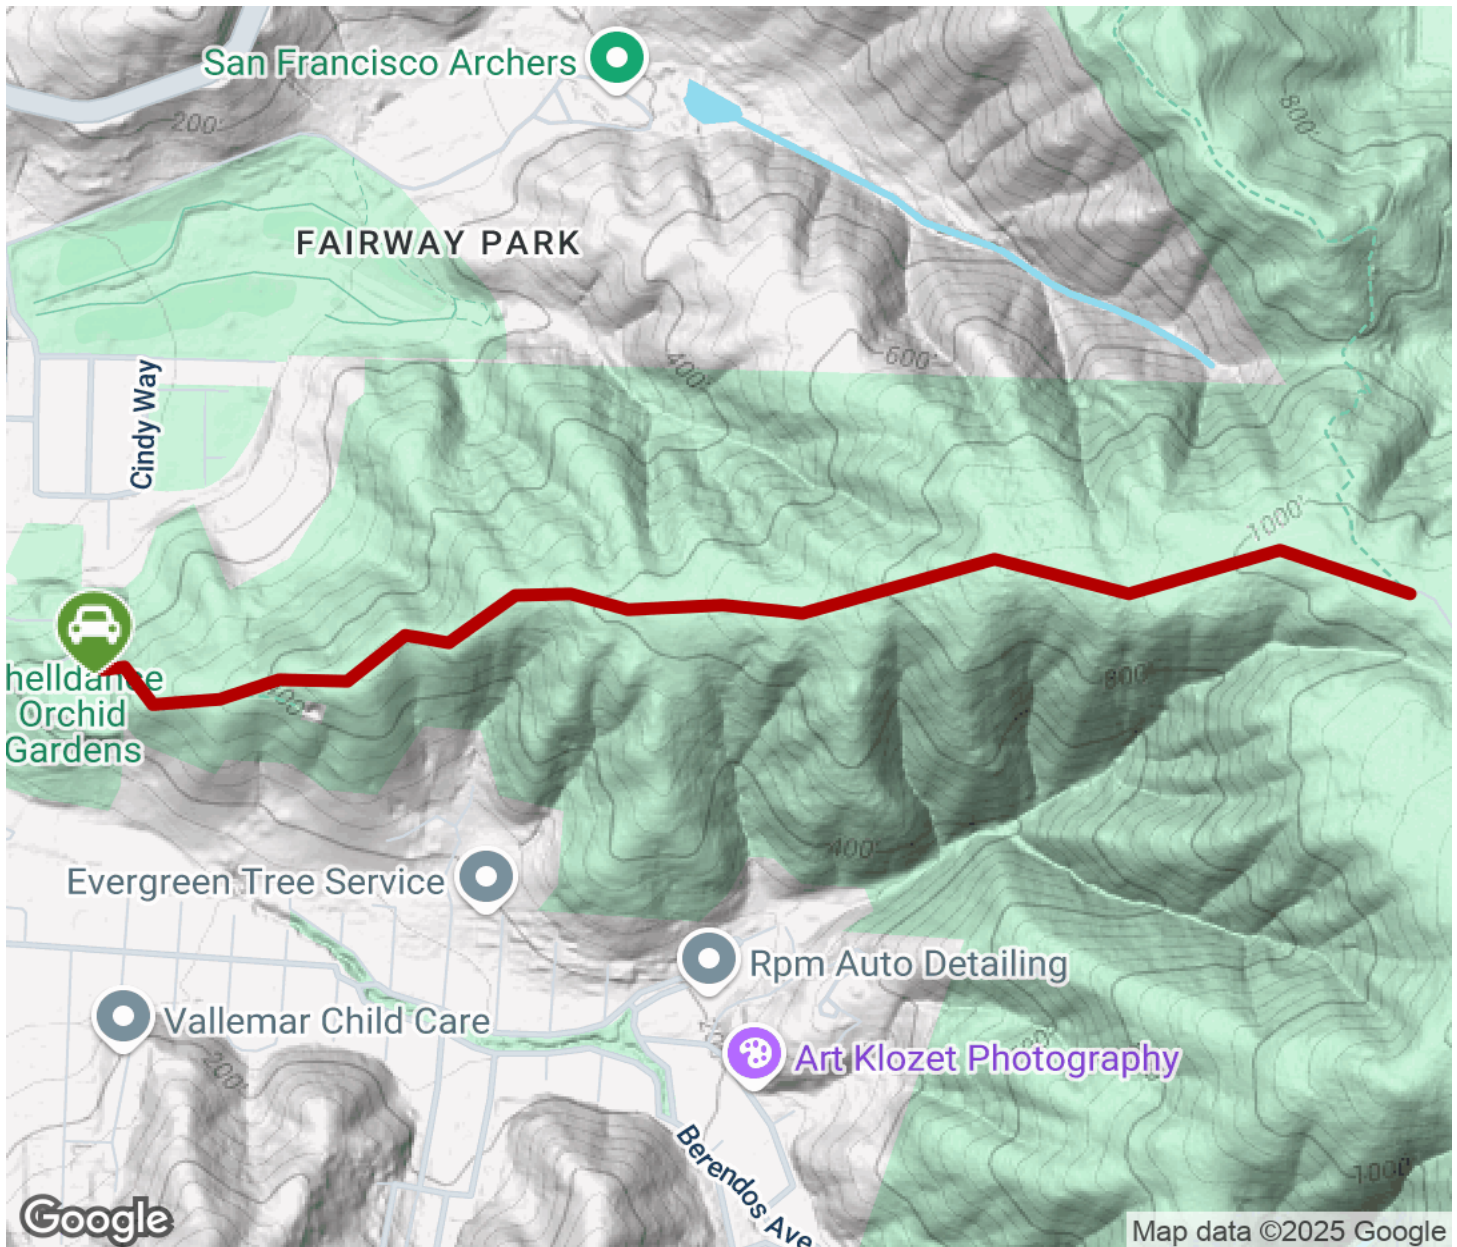 San Francisco Archers
200'
800'
FAIRWAY PARK
600'
400'
Cindy Way
1000'
helldance
Orchid
Gardens
800'
400'
Evergreen Tree Service
Rpm Auto Detailing
Vallemar Child Care
Art Klozet Photography
200'
Berendos Ave
1000'
Google
Map data ©2025 Google